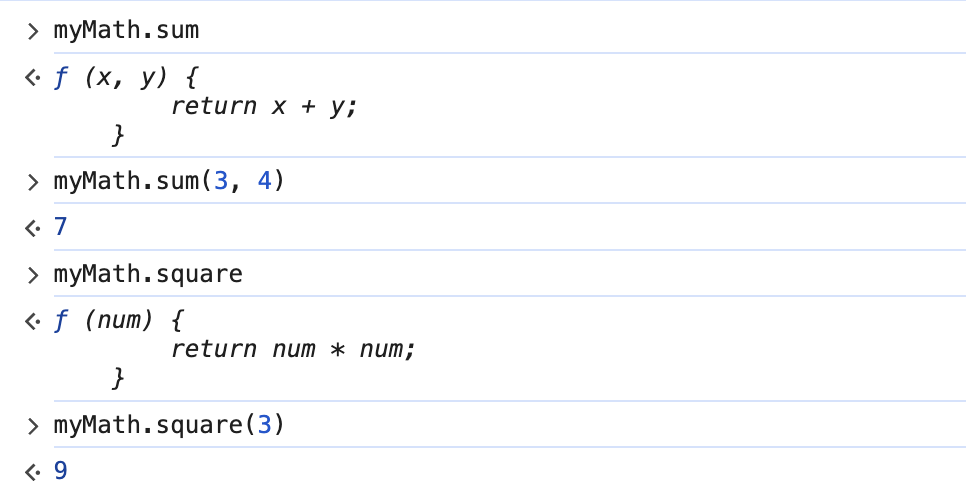 > myMath.sum
<· ƒ (x, y) {
        return x + y;
    }
> myMath.sum(3, 4)
<· 7
> myMath.square
<· ƒ (num) {
        return num * num;
    }
> myMath.square(3)
<· 9